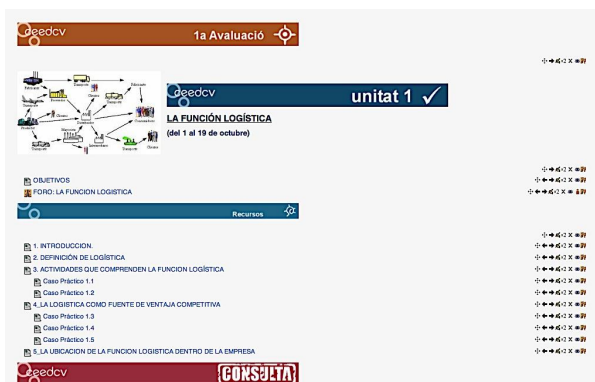 ceedcv
1a Avaluació
ceedcv
unitat 1
LA FUNCIÓN LOGÍSTICA
(del 1 al 19 de octubre)
OBJETIVOS
FORO: LA FUNCION LOGISTICA
Recursos
1. INTRODUCCION.
2. DEFINICIÓN DE LOGÍSTICA
3. ACTIVIDADES QUE COMPRENDEN LA FUNCION LOGÍSTICA
Caso Práctico 1.1
Caso Práctico 1.2
4_LA LOGISTICA COMO FUENTE DE VENTAJA COMPETITIVA
Caso Práctico 1.3
Caso Práctico 1.4
Caso Práctico 1.5
5_LA UBICACION DE LA FUNCION LOGISTICA DENTRO DE LA EMPRESA
ceedcv
CONSULTA